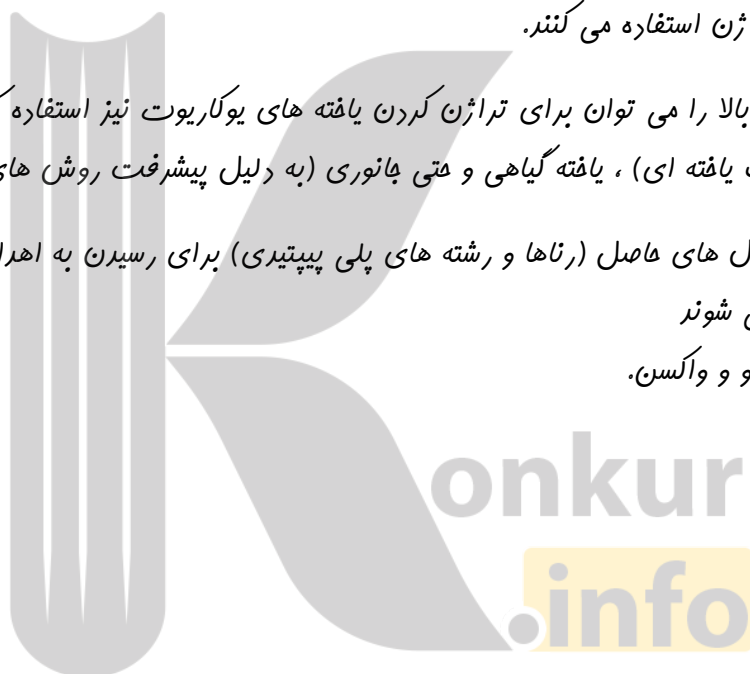 ژن استفاده می کنند.
بالا را می توان برای تراژن کردن یاخته های یوکاریوت نیز استفاده
یاخته ای) ، یاخته گیاهی و حتی جانوری (به دلیل پیشرفت روش های
ل های حاصل (رناها و رشته های پلی پیپتیدی) برای رسیدن به اهدا
شوند
و و واکسن.
onkur
.info